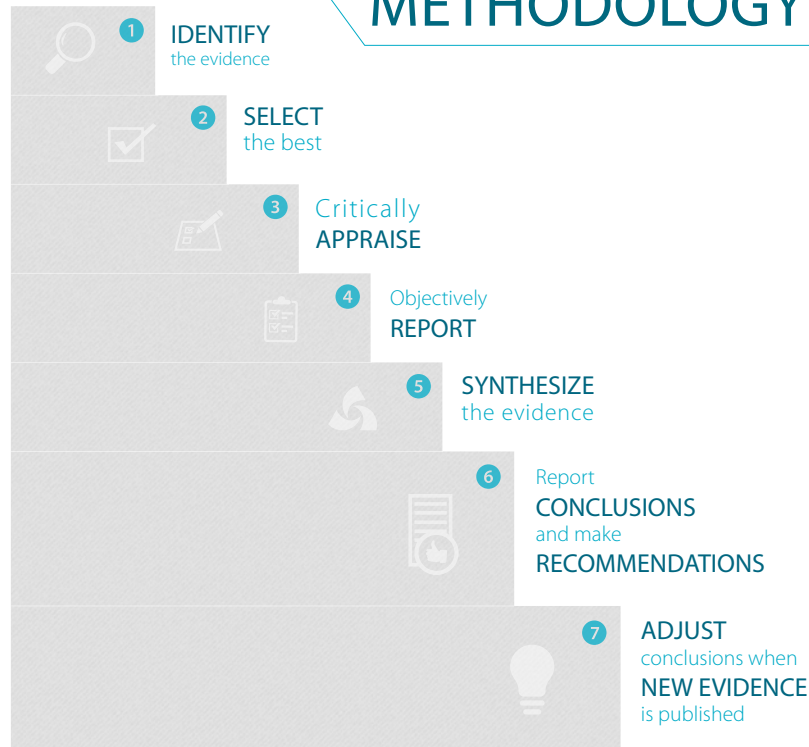 METHODOLOGY
1
IDENTIFY
the evidence
2
SELECT
the best
3
Critically
APPRAISE
4
Objectively
REPORT
5
SYNTHESIZE
the evidence
6
Report
CONCLUSIONS
and make
RECOMMENDATIONS
7
ADJUST
conclusions when
NEW EVIDENCE
is published